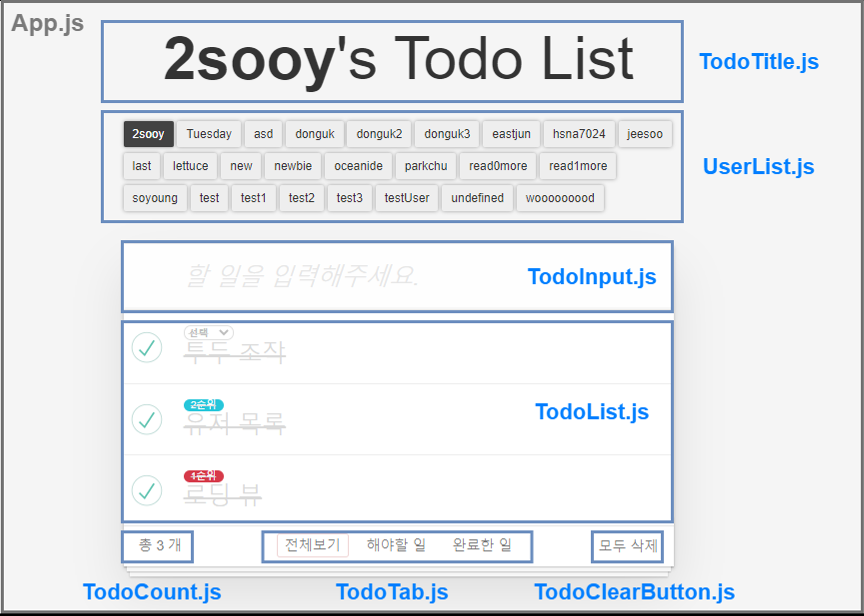 App.js
2sooy's Todo List
TodoTitle.js
2sooy Tuesday asd donguk donguk2 donguk3 eastjun hsna7024 jeesoo
last lettuce new newbie oceanide parkchu read0more read1more
UserList.js
soyoung test test1 test2 test3 testUser undefined wooooooood
할 일을 입력해주세요.
TodoInput.js
선택
투두 조작
2순위
유저 목록
TodoList.js
1순위
로딩 뷰
총 3 개 전체보기 해야할 일 완료한 일 모두 삭제
TodoCount.js TodoTab.js TodoClearButton.js